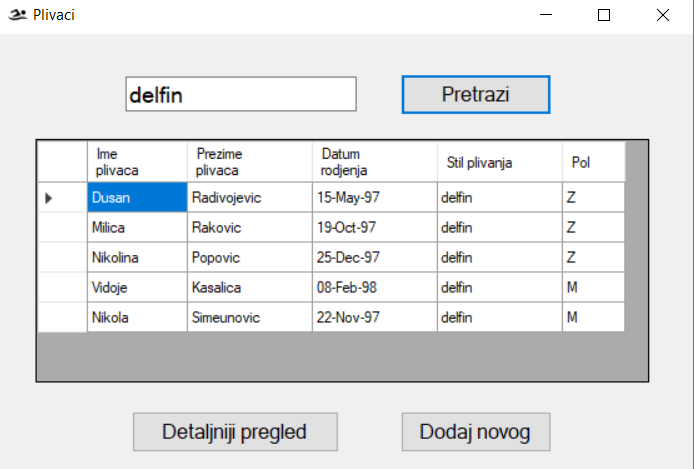 Plivaci
delfin
Pretrazi
Ime plivaca Prezime plivaca Datum rodjenja Stil plivanja Pol
Dusan Radivojevic 15-May-97 delfin Z
Milica Rakovic 19-Oct-97 delfin Z
Nikolina Popovic 25-Dec-97 delfin Z
Vidoje Kasalica 08-Feb-98 delfin M
Nikola Simeunovic 22-Nov-97 delfin M
Detaljniji pregled
Dodaj novog